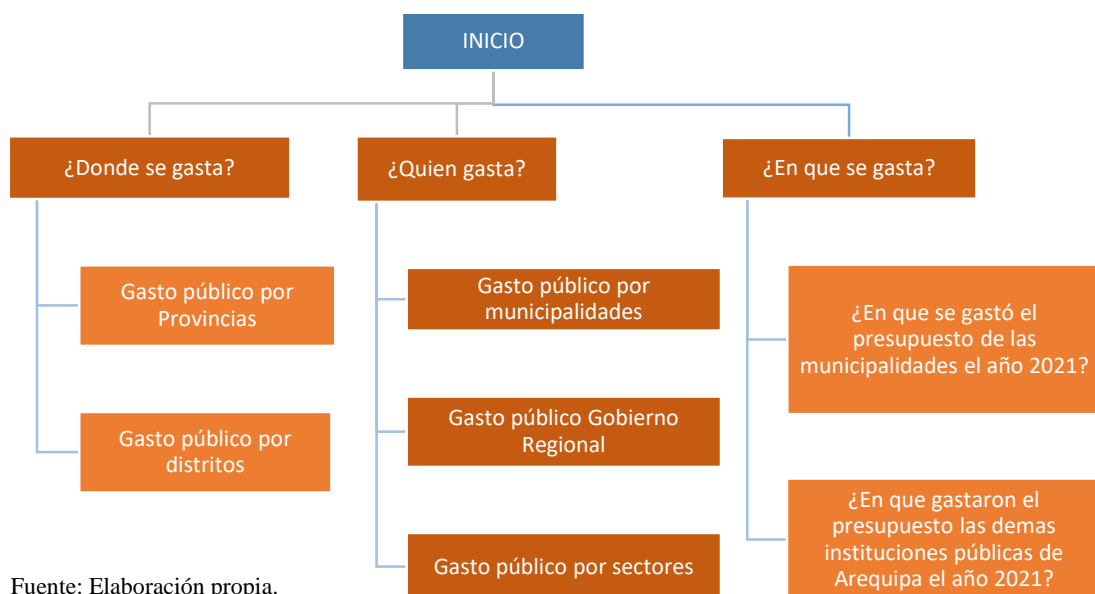 INICIO
¿Donde se gasta?
Gasto público por
Provincias
Gasto público por
distritos
¿Quien gasta?
Gasto público por
municipalidades
Gasto público Gobierno
Regional
Gasto público por sectores
¿En que se gasta?
¿En que se gastó el
presupuesto de las
municipalidades el año 2021?
¿En que gastaron el
presupuesto las demas
instituciones públicas de
Arequipa el año 2021?
Fuente: Elaboración propia.